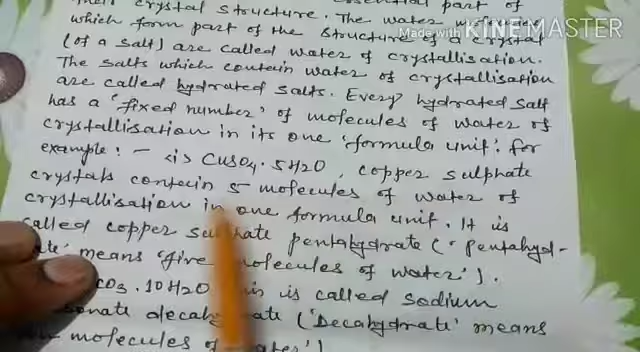 Their crystal structure. The water molecules
which form part of the structure of a crystal
(of a salt) are called water of crystallisation.
The salts which contain water of crystallisation
are called hydrated salts. Every hydrated salt
has a 'fixed number' of molecules of water of
crystallisation in its one 'formula unit'. for
example: - <i> CuSO4. 5H2O, copper sulphate
crystals contain 5 molecules of water of
crystallisation in one formula unit. It is
called copper sulphate pentahydrate ('Pentahyd-
means 'five molecules of water').
CO3. 10H2O is called sodium
decahydrate ('Decahydrate' means
molecules of
Made with KINEMASTER